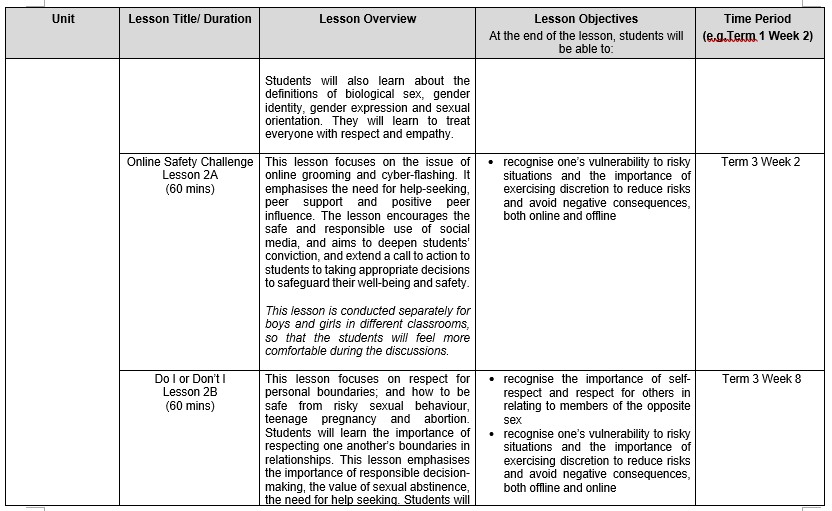 Unit
Lesson Title/ Duration
Lesson Overview
Lesson Objectives
At the end of the lesson, students will
be able to:
Time Period
(e.g.Term 1 Week 2)
Students will also learn about the
definitions of biological sex, gender
identity, gender expression and sexual
orientation. They will learn to treat
everyone with respect and empathy.
Online Safety Challenge
Lesson 2A
(60 mins)
This lesson focuses on the issue of
online grooming and cyber-flashing. It
emphasises the need for help-seeking,
peer support and positive peer
influence. The lesson encourages the
safe and responsible use of social
media, and aims to deepen students'
conviction, and extend a call to action to
students to taking appropriate decisions
to safeguard their well-being and safety.
This lesson is conducted separately for
boys and girls in different classrooms,
so that the students will feel more
comfortable during the discussions.
• recognise one's vulnerability to risky
situations and the importance of
exercising discretion to reduce risks
and avoid negative consequences,
both online and offline
Term 3 Week 2
Do I or Don't I
Lesson 2B
(60 mins)
This lesson focuses on respect for
personal boundaries; and how to be
safe from risky sexual behaviour,
teenage pregnancy and abortion.
Students will learn the importance of
respecting one another's boundaries in
relationships. This lesson emphasises
the importance of responsible decision-
making, the value of sexual abstinence,
the need for help seeking. Students will
• recognise the importance of self-
respect and respect for others in
relating to members of the opposite
sex
• recognise one's vulnerability to risky
situations and the importance of
exercising discretion to reduce risks
and avoid negative consequences,
both offline and online
Term 3 Week 8